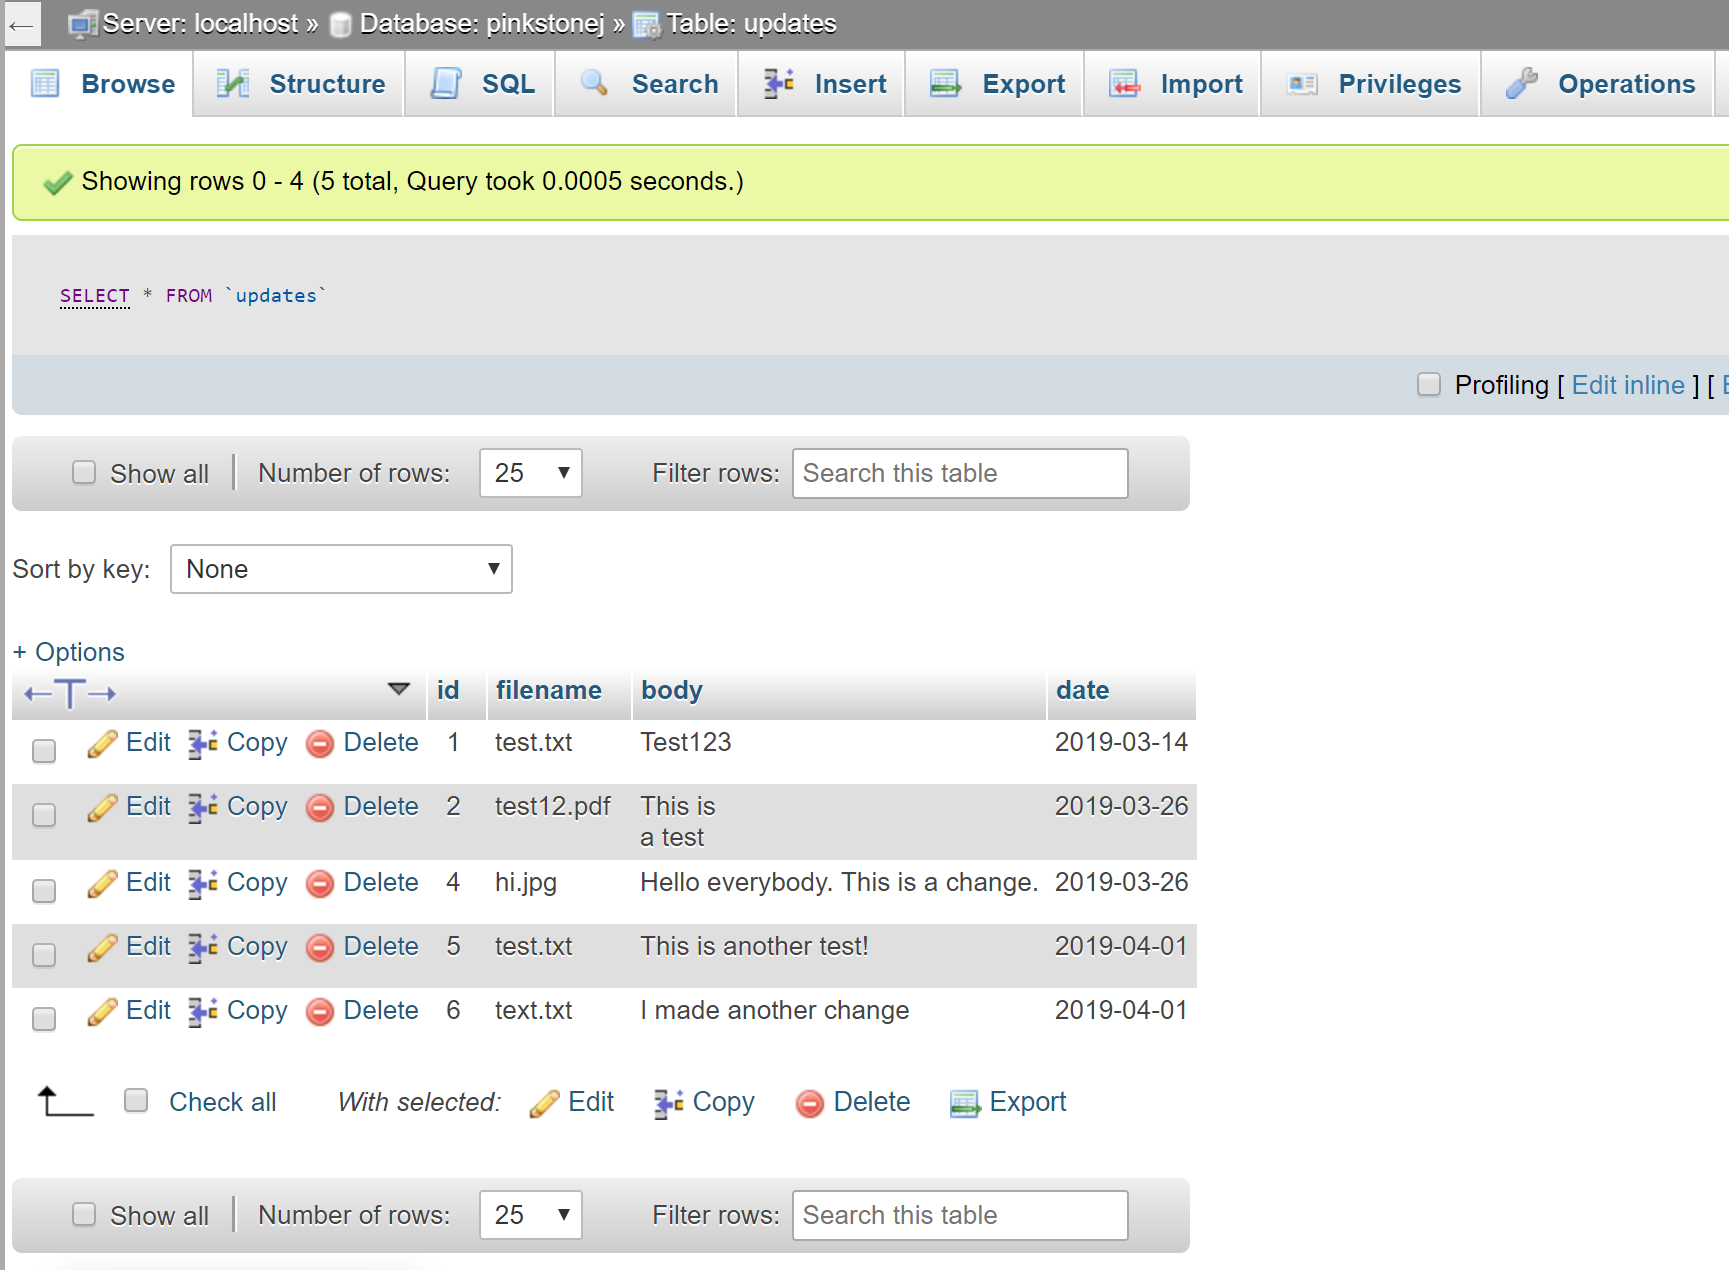 Server: localhost » Database: pinkstonej » Table: updates
Browse Structure SQL Search Insert Export Import Privileges Operations
Showing rows 0 - 4 (5 total, Query took 0.0005 seconds.)
SELECT * FROM `updates`
Profiling [ Edit inline ] [
Show all Number of rows: 25 Filter rows: Search this table
Sort by key: None
+ Options
←T→ id filename body date
Edit Copy Delete 1 test.txt Test123 2019-03-14
Edit Copy Delete 2 test12.pdf This is 2019-03-26
a test
Edit Copy Delete 4 hi.jpg Hello everybody. This is a change. 2019-03-26
Edit Copy Delete 5 test.txt This is another test! 2019-04-01
Edit Copy Delete 6 text.txt I made another change 2019-04-01
Check all With selected: Edit Copy Delete Export
Show all Number of rows: 25 Filter rows: Search this table